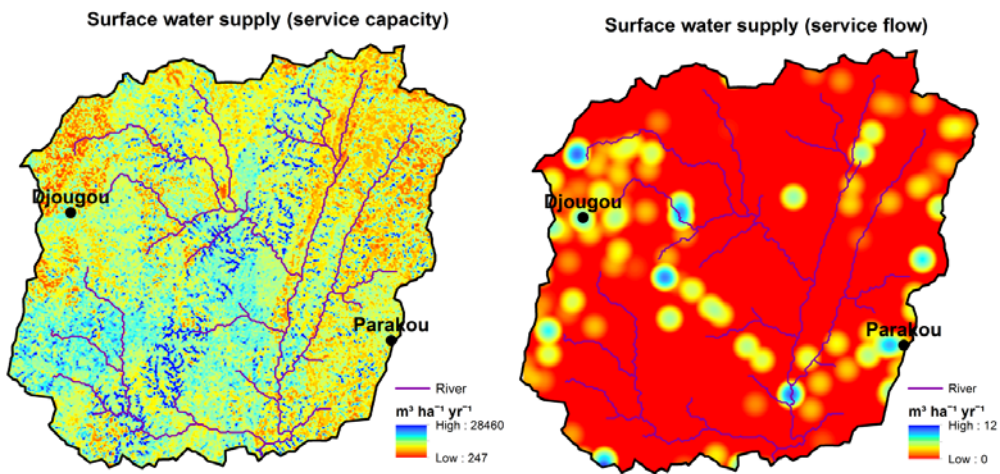 Surface water supply (service capacity)
Djougou
Parakou
River
m³ ha⁻¹ yr⁻¹
High : 28460
Low : 247
Surface water supply (service flow)
Djougou
Parakou
River
m³ ha⁻¹ yr⁻¹
High : 12
Low : 0